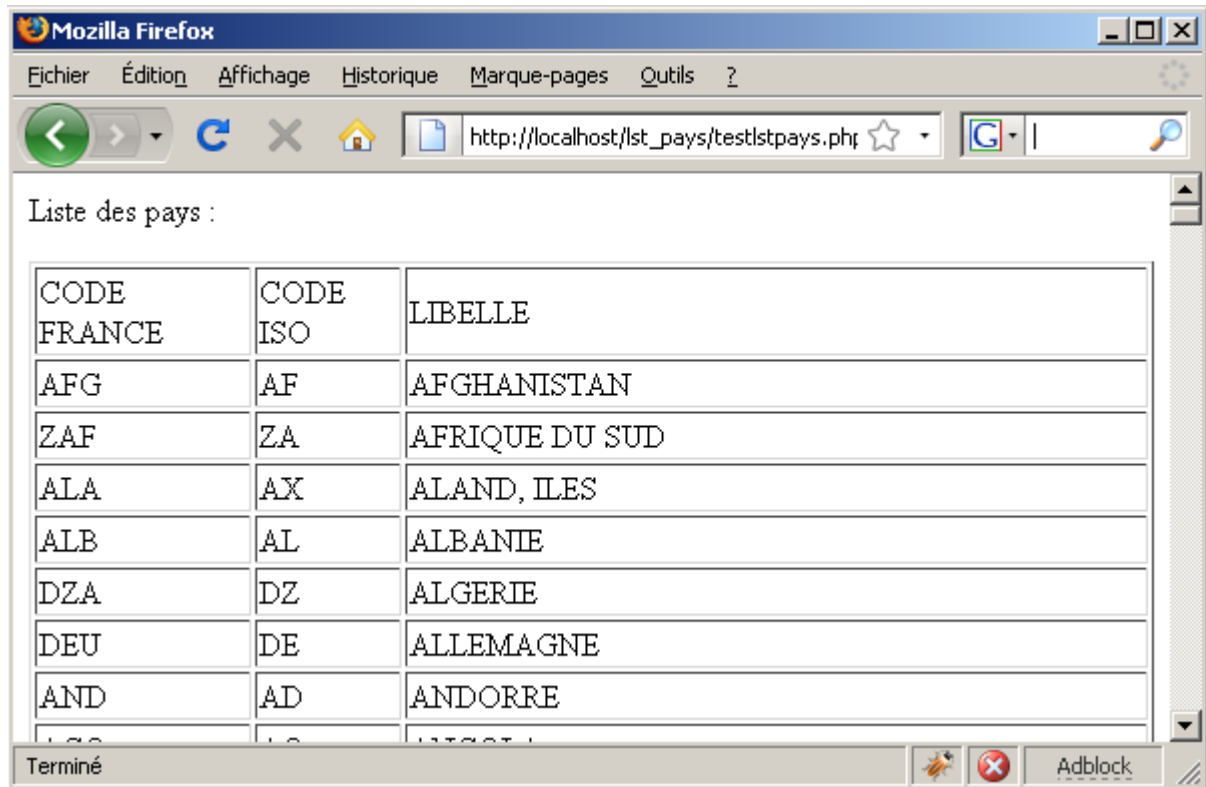 Mozilla Firefox
Fichier Édition Affichage Historique Marque-pages Outils ?
http://localhost/lst_pays/testlstpays.php
Liste des pays :
CODE FRANCE CODE ISO LIBELLE
AFG AF AFGHANISTAN
ZAF ZA AFRIQUE DU SUD
ALA AX ALAND, ILES
ALB AL ALBANIE
DZA DZ ALGERIE
DEU DE ALLEMAGNE
AND AD ANDORRE
Terminé Adblock